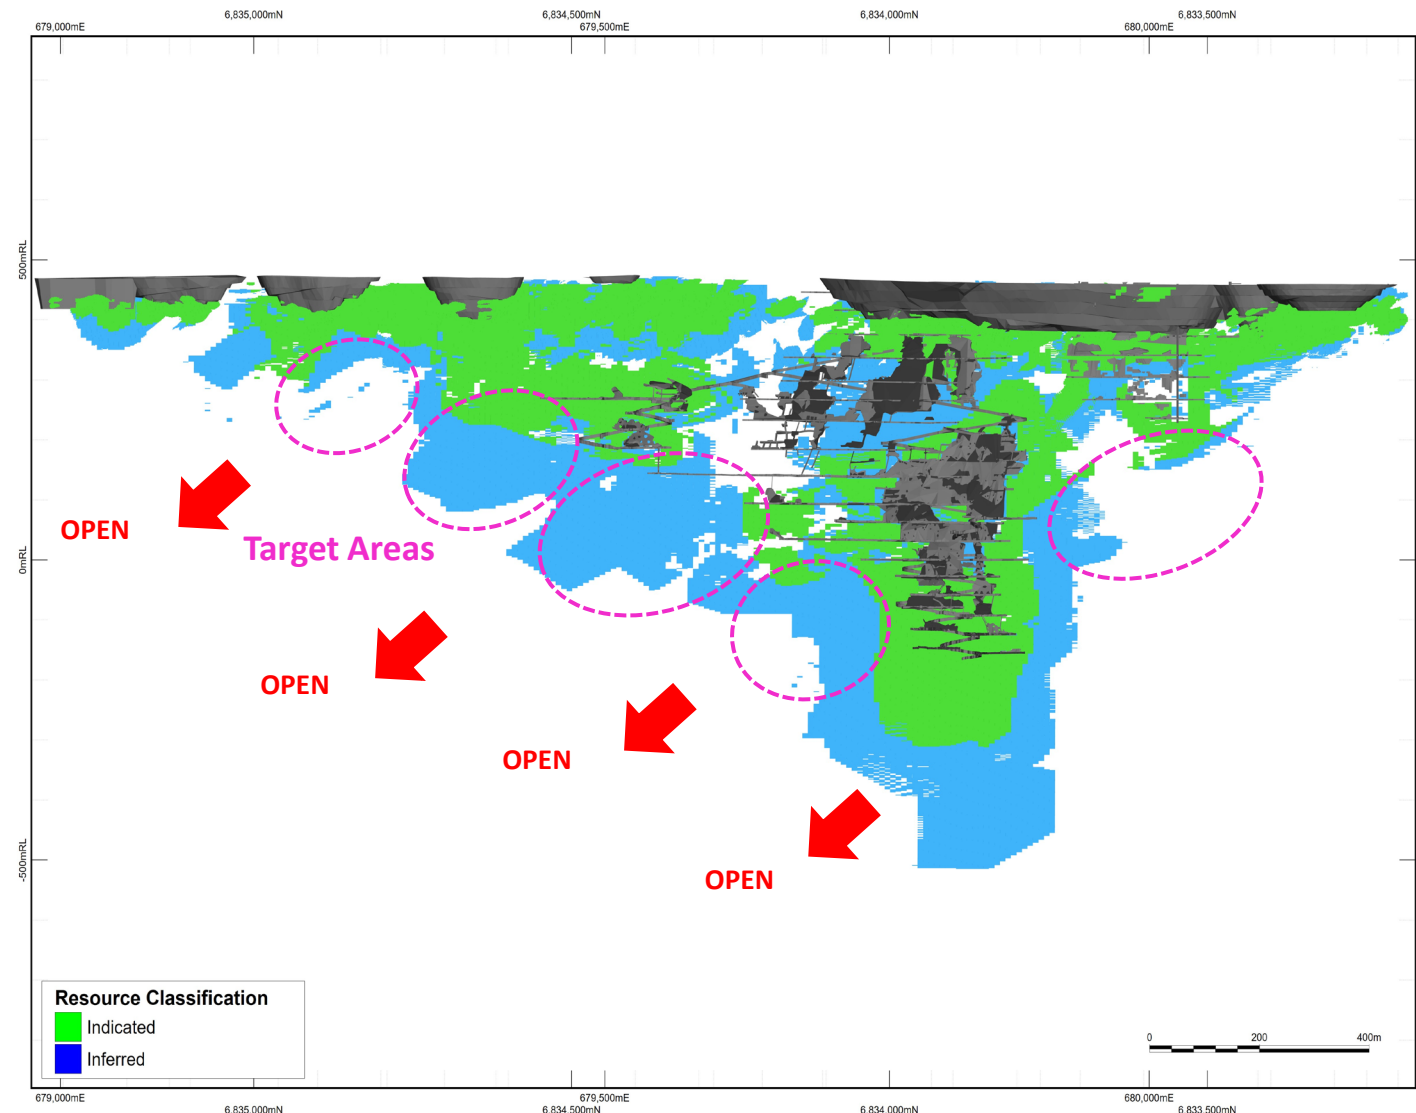 6,835,000mN 6,834,500mN 6,834,000mN 6,833,500mN
679,000mE 679,500mE 680,000mE
500mRL
0mRL
-500mRL
OPEN
Target Areas
OPEN
OPEN
OPEN
Resource Classification
Indicated
Inferred
0 200 400m
679,000mE 679,500mE 680,000mE
6,835,000mN 6,834,500mN 6,834,000mN 6,833,500mN